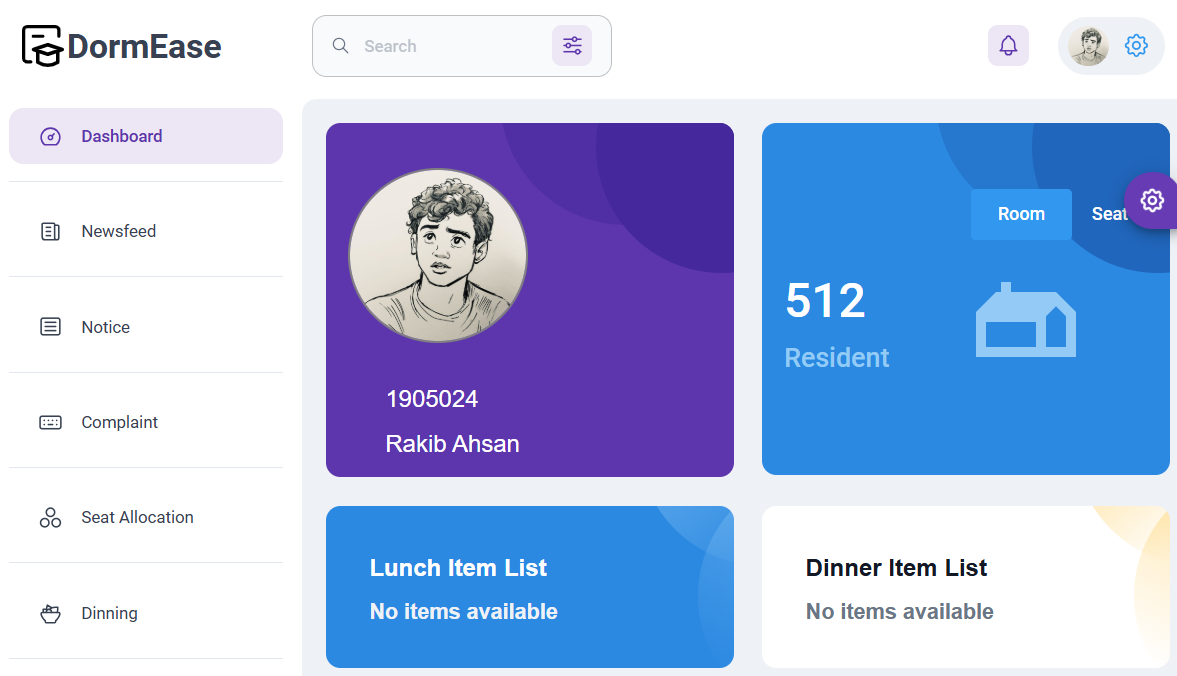 DormEase
Search
Dashboard
Newsfeed
Notice
Complaint
Seat Allocation
Dinning
1905024
Rakib Ahsan
Room
Seat
512
Resident
Lunch Item List
No items available
Dinner Item List
No items available